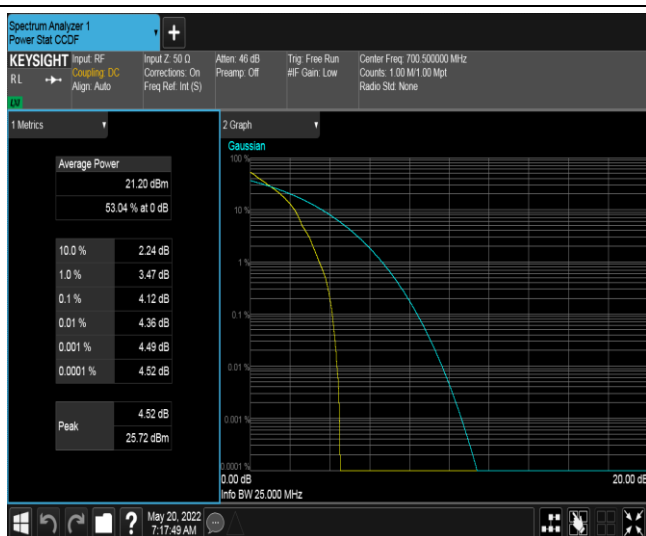 Spectrum Analyzer 1
Power Stat CCDF
KEYSIGHT
RL
Input: RF
Coupling: DC
Align: Auto
Input Z: 50 Ω
Corrections: On
Freq Ref: Int (S)
Atten: 46 dB
Preamp: Off
Trig: Free Run
#IF Gain: Low
Center Freq: 700.500000 MHz
Counts: 1.00 M/1.00 Mpt
Radio Std: None
1 Metrics
Average Power
21.20 dBm
53.04 % at 0 dB
10.0 % 2.24 dB
1.0 % 3.47 dB
0.1 % 4.12 dB
0.01 % 4.36 dB
0.001 % 4.49 dB
0.0001 % 4.52 dB
Peak
4.52 dB
25.72 dBm
2 Graph
Gaussian
100 %
10 %
1 %
0.1 %
0.01 %
0.001 %
0.0001 %
0.00 dB 20.00 dB
Info BW 25.000 MHz
?
May 20, 2022
7:17:49 AM